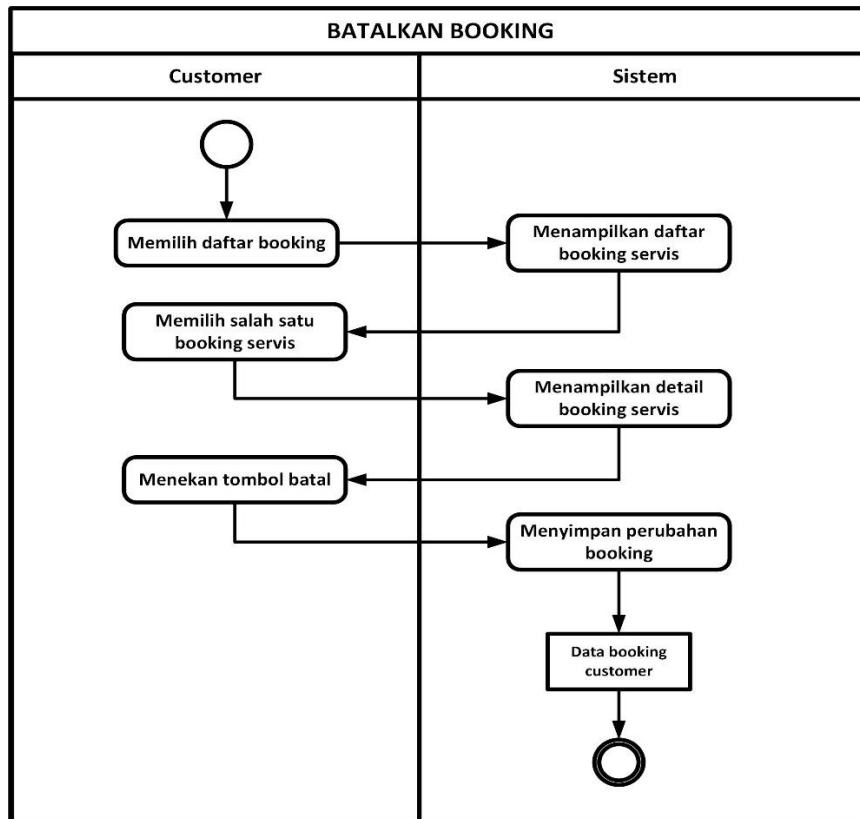 BATALKAN BOOKING
Customer
Sistem
Memilih daftar booking
Menampilkan daftar
booking servis
Memilih salah satu
booking servis
Menampilkan detail
booking servis
Menekan tombol batal
Menyimpan perubahan
booking
Data booking
customer